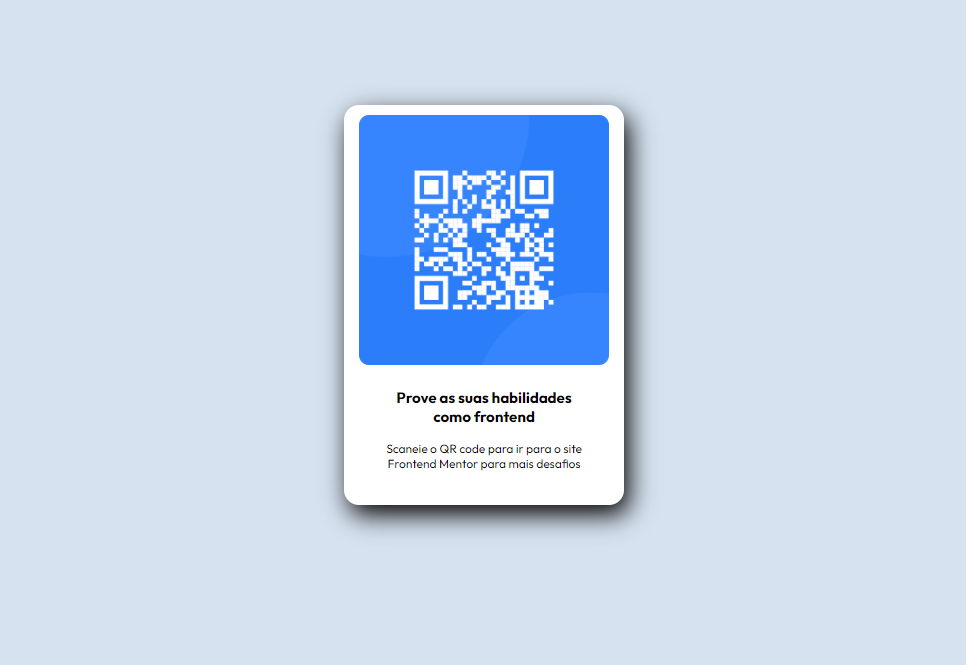 Prove as suas habilidades
como frontend
Scaneie o QR code para ir para o site
Frontend Mentor para mais desafios